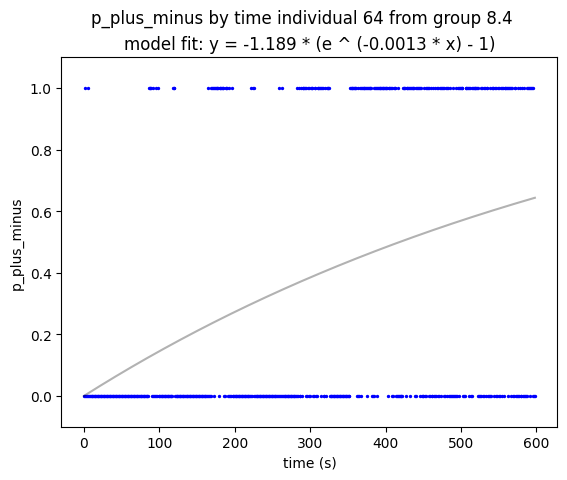 p_plus_minus by time individual 64 from group 8.4
model fit: y = -1.189 * (e ^ (-0.0013 * x) - 1)
1.0
0.8
0.6
0.4
0.2
0.0
p_plus_minus
0 100 200 300 400 500 600
time (s)